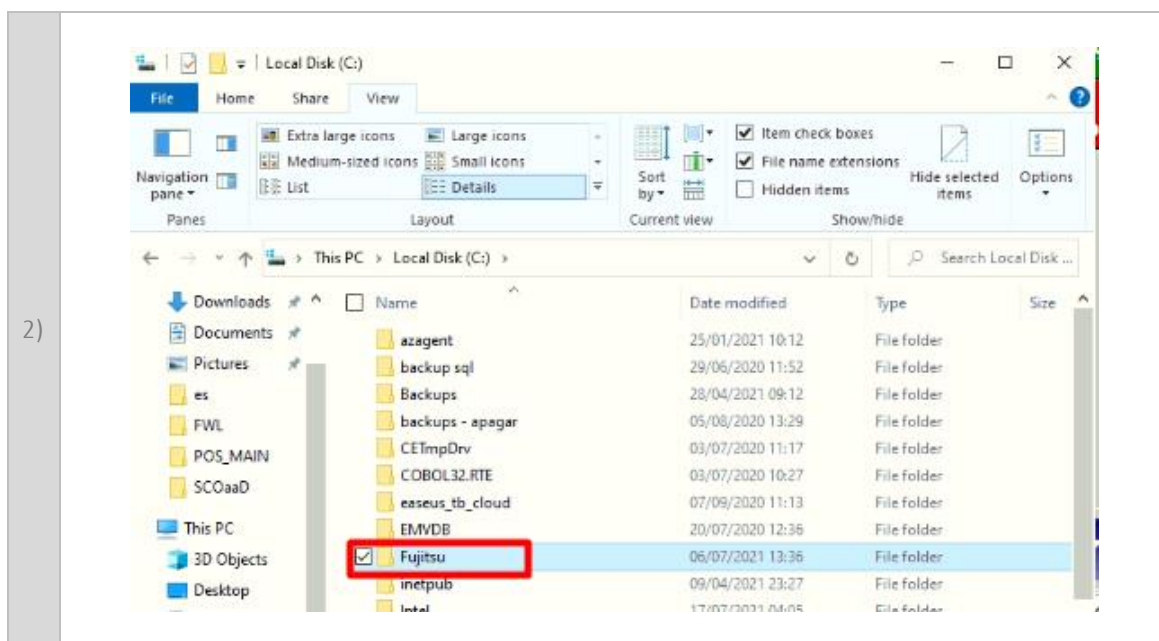 2)
Local Disk (C:)
File Home Share View
Navigation pane
Panes
Extra large icons Large icons
Medium-sized icons Small icons
List Details
Layout
Sort by
Current view
Item check boxes
File name extensions
Hidden items
Hide selected items
Show/hide
Options
This PC > Local Disk (C:) >
Search Local Disk ...
Downloads
Documents
Pictures
es
FWL
POS_MAIN
SCOaaD
This PC
3D Objects
Desktop
Name Date modified Type Size
azagent 25/01/2021 10:12 File folder
backup sql 29/06/2020 11:52 File folder
Backups 28/04/2021 09:12 File folder
backups - apagar 05/08/2020 13:29 File folder
CETmpDrv 03/07/2020 11:17 File folder
COBOL32.RTE 03/07/2020 10:27 File folder
easeus_tb_cloud 07/09/2020 11:13 File folder
EMVDB 20/07/2020 12:36 File folder
Fujitsu 06/07/2021 13:36 File folder
inetpub 09/04/2021 23:27 File folder
Intel 17/07/2021 04:05 File folder